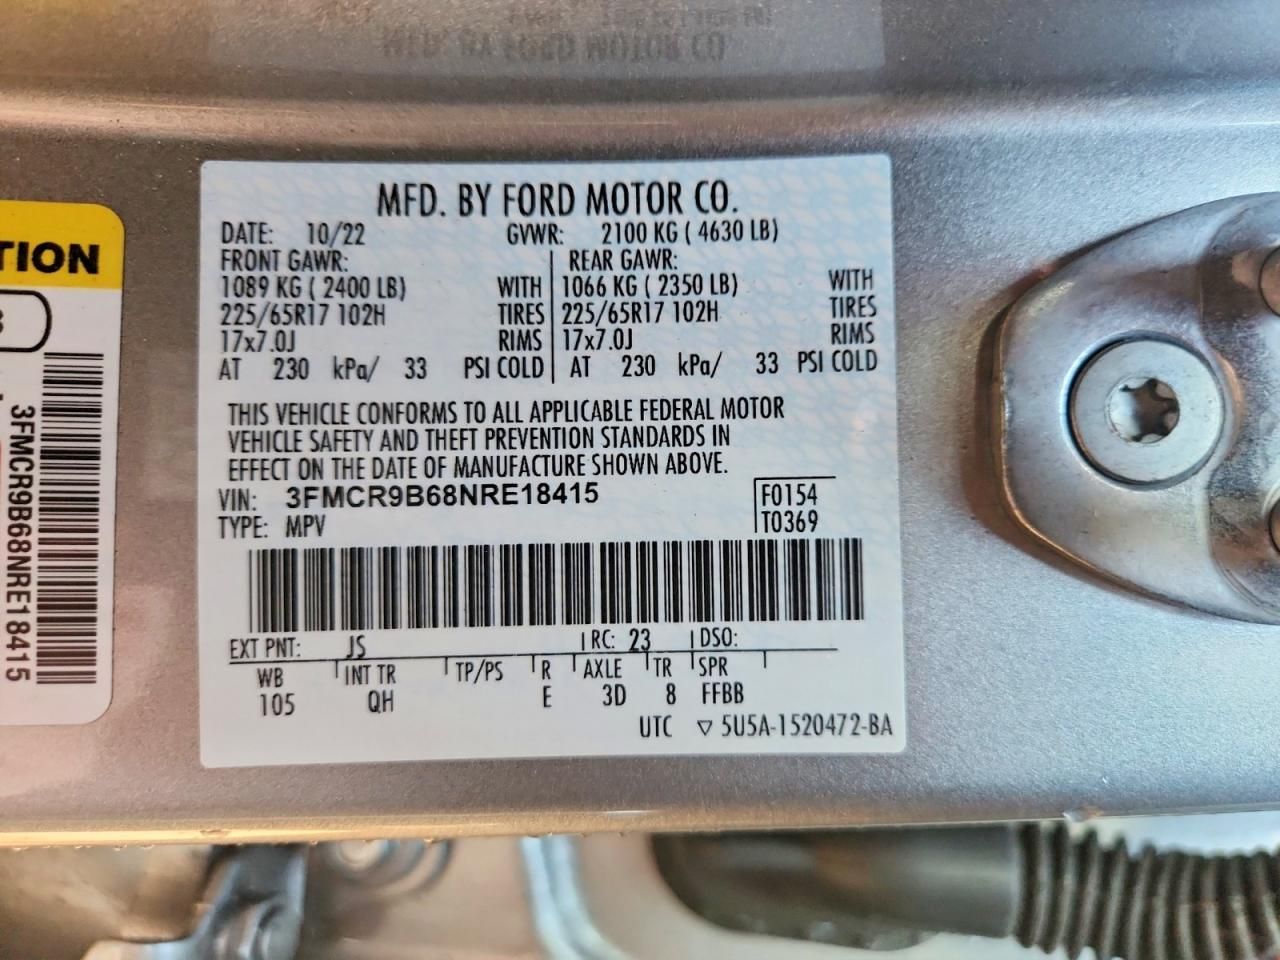 MFD. BY FORD MOTOR CO.
MFD. BY FORD MOTOR CO.
DATE: 10/22 GVWR: 2100 KG ( 4630 LB)
FRONT GAWR: REAR GAWR:
1089 KG ( 2400 LB) WITH 1066 KG ( 2350 LB) WITH
225/65R17 102H TIRES 225/65R17 102H TIRES
17x7.0J RIMS 17x7.0J RIMS
AT 230 kPa/ 33 PSI COLD AT 230 kPa/ 33 PSI COLD
THIS VEHICLE CONFORMS TO ALL APPLICABLE FEDERAL MOTOR
VEHICLE SAFETY AND THEFT PREVENTION STANDARDS IN
EFFECT ON THE DATE OF MANUFACTURE SHOWN ABOVE.
VIN: 3FMCR9B68NRE18415 F0154
TYPE: MPV T0369
EXT PNT: JS RC: 23 DSO:
WB INT TR TP/PS R AXLE TR SPR
105 QH E 3D 8 FFBB
UTC ▽ 5U5A-1520472-BA
TION
3FMCR9B68NRE18415